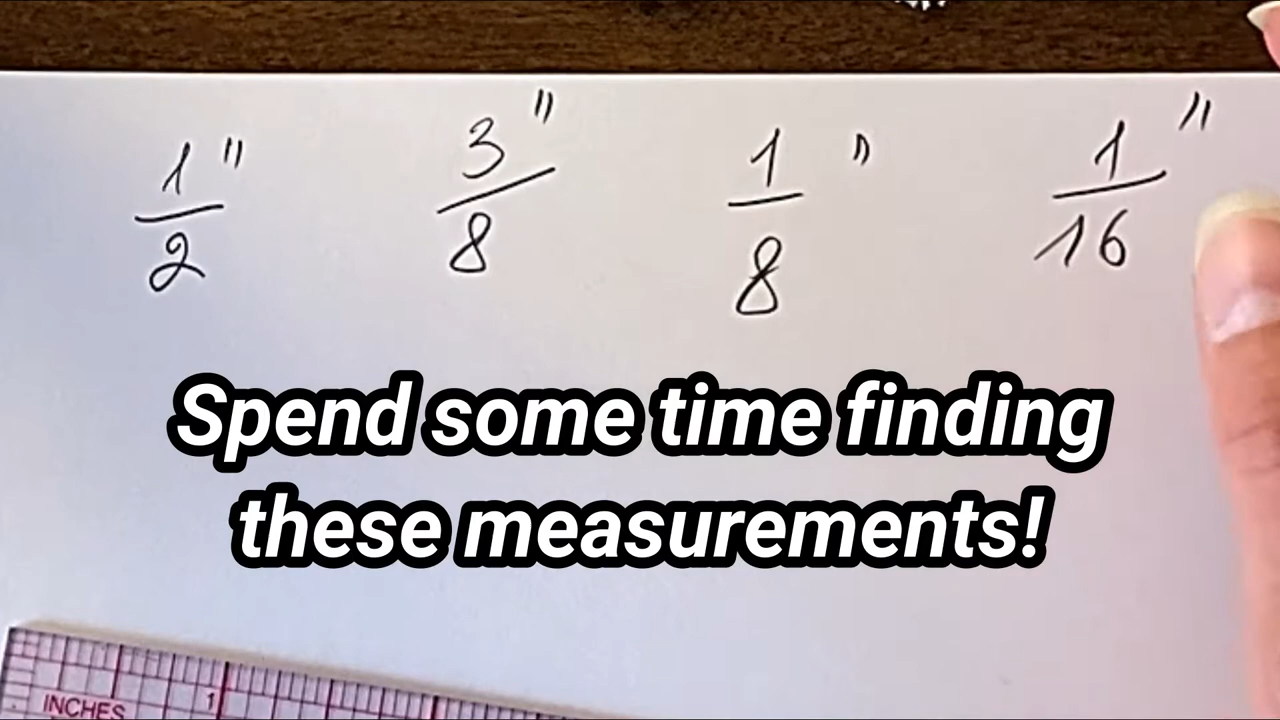 1/2" 3/8" 1/8" 1/16"
Spend some time finding
these measurements!
1
INCHES